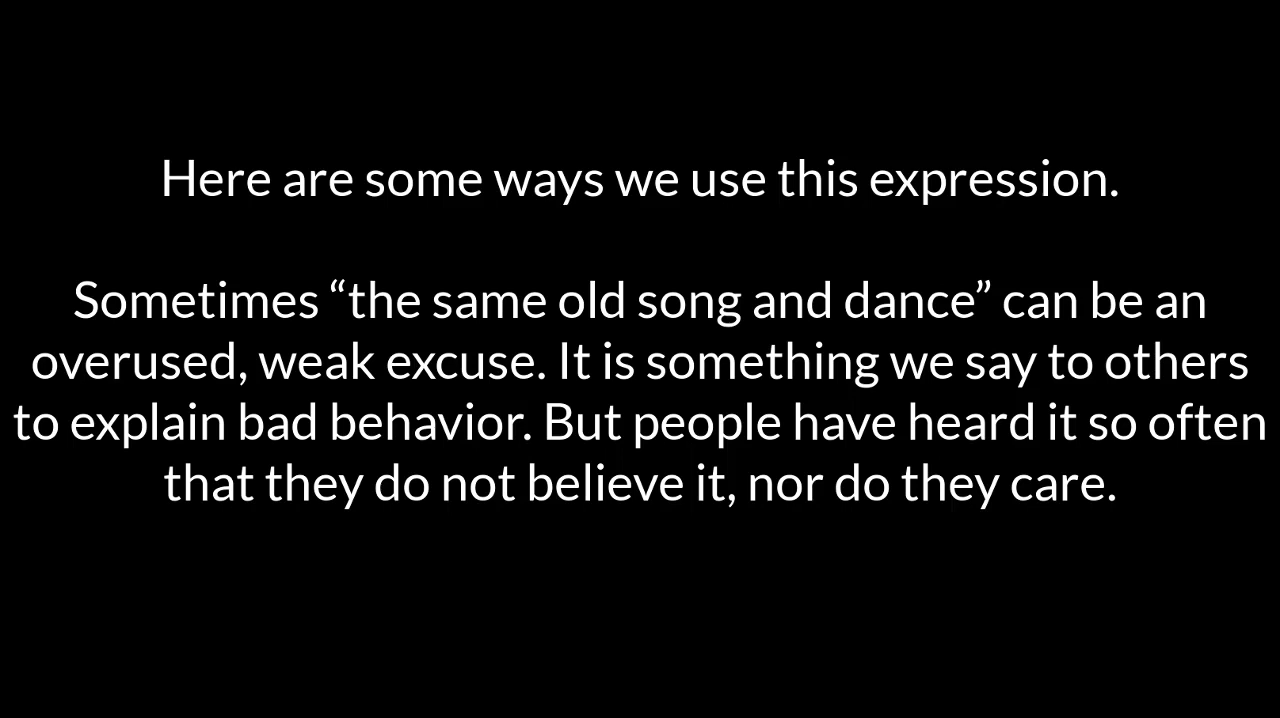 Here are some ways we use this expression.
Sometimes “the same old song and dance” can be an
overused, weak excuse. It is something we say to others
to explain bad behavior. But people have heard it so often
that they do not believe it, nor do they care.